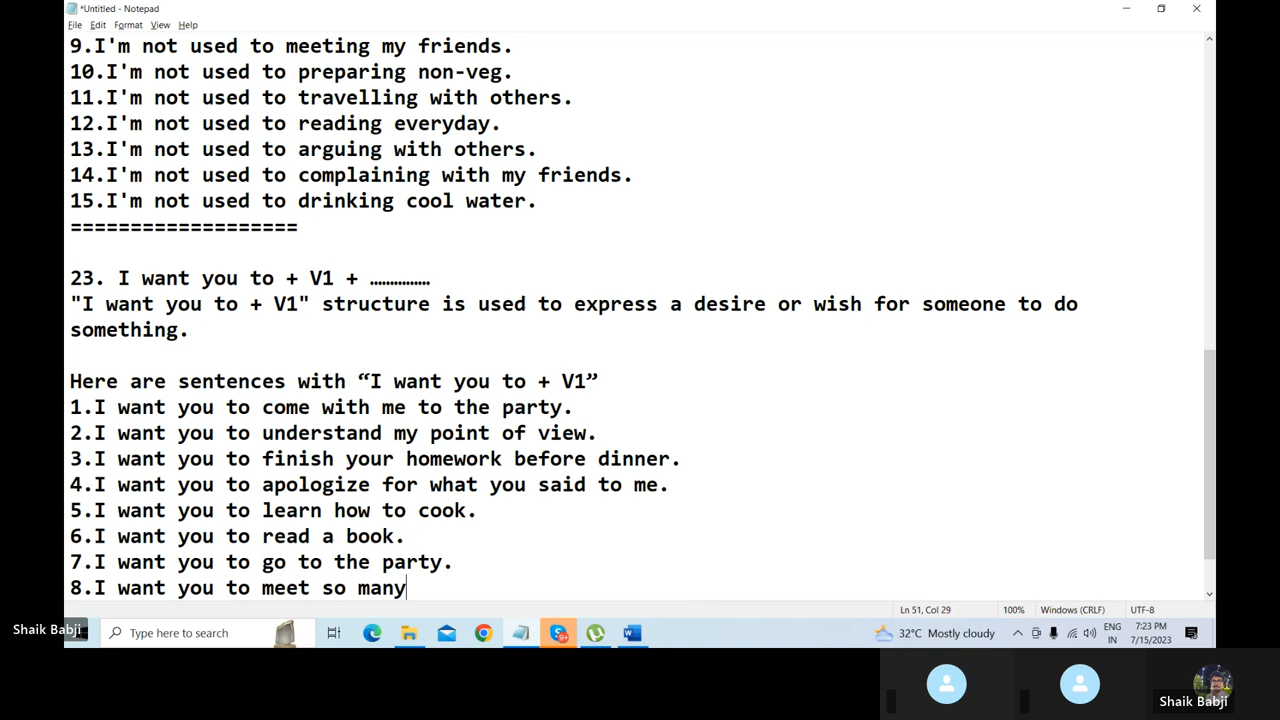 *Untitled - Notepad
File Edit Format View Help
9.I'm not used to meeting my friends.
10.I'm not used to preparing non-veg.
11.I'm not used to travelling with others.
12.I'm not used to reading everyday.
13.I'm not used to arguing with others.
14.I'm not used to complaining with my friends.
15.I'm not used to drinking cool water.
===================
23. I want you to + V1 + ……………
"I want you to + V1" structure is used to express a desire or wish for someone to do
something.
Here are sentences with “I want you to + V1”
1.I want you to come with me to the party.
2.I want you to understand my point of view.
3.I want you to finish your homework before dinner.
4.I want you to apologize for what you said to me.
5.I want you to learn how to cook.
6.I want you to read a book.
7.I want you to go to the party.
8.I want you to meet so many
Ln 51, Col 29 100% Windows (CRLF) UTF-8
Shaik Babji
Type here to search
32°C Mostly cloudy
ENG
IN
7:23 PM
7/15/2023
Shaik Babji